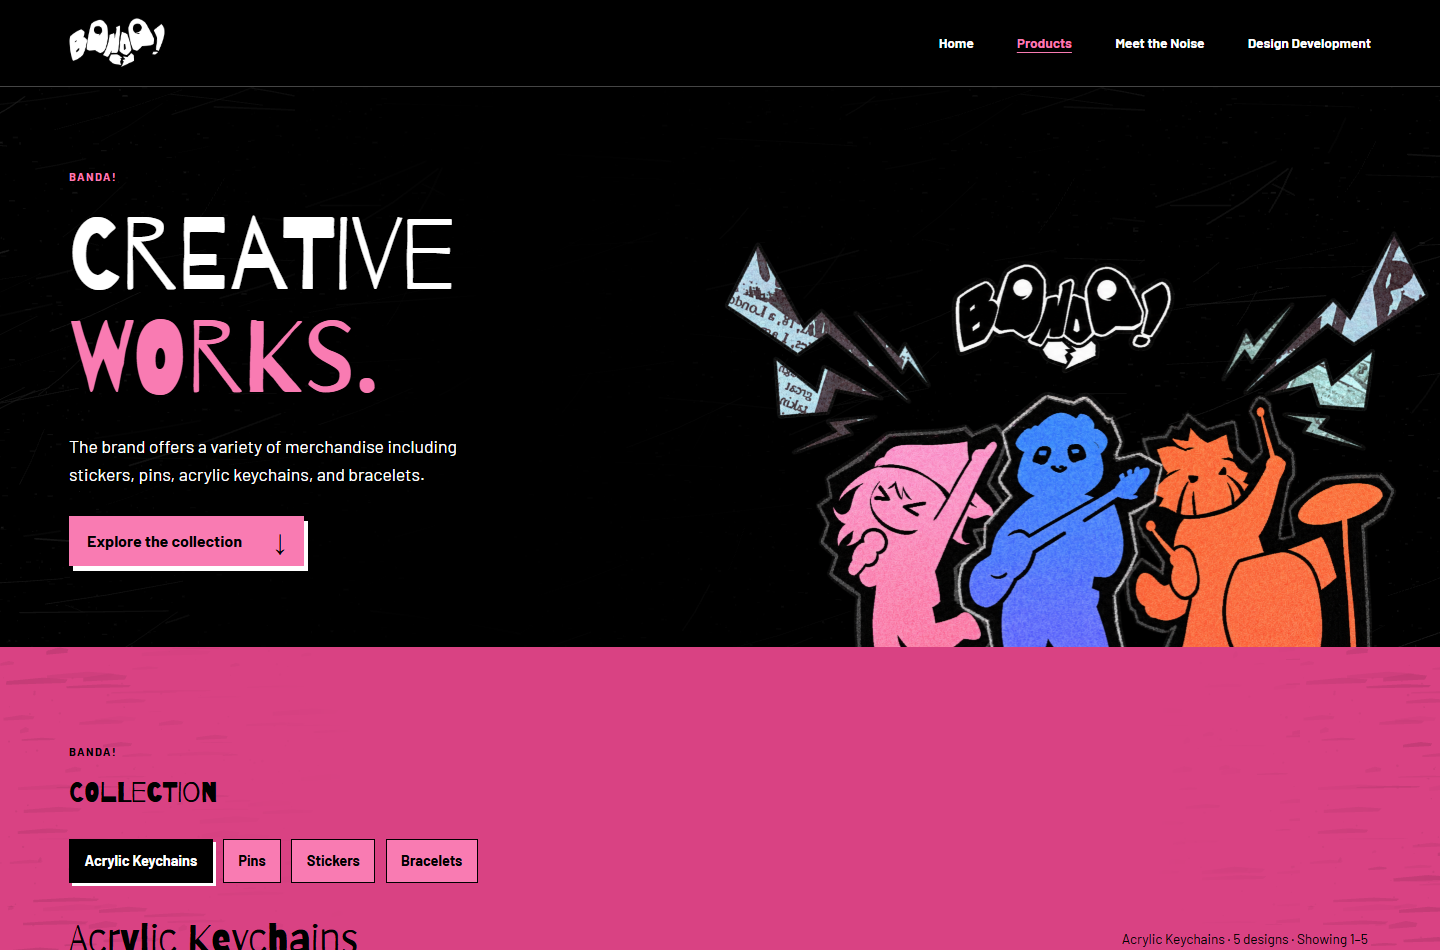 BANDA!
Home Products Meet the Noise Design Development
BANDA!
CREATIVE
WORKS.
The brand offers a variety of merchandise including
stickers, pins, acrylic keychains, and bracelets.
Explore the collection ↓
BANDA!
BANDA!
COLLECTION
Acrylic Keychains Pins Stickers Bracelets
Acrylic Keychains
Acrylic Keychains · 5 designs · Showing 1–5